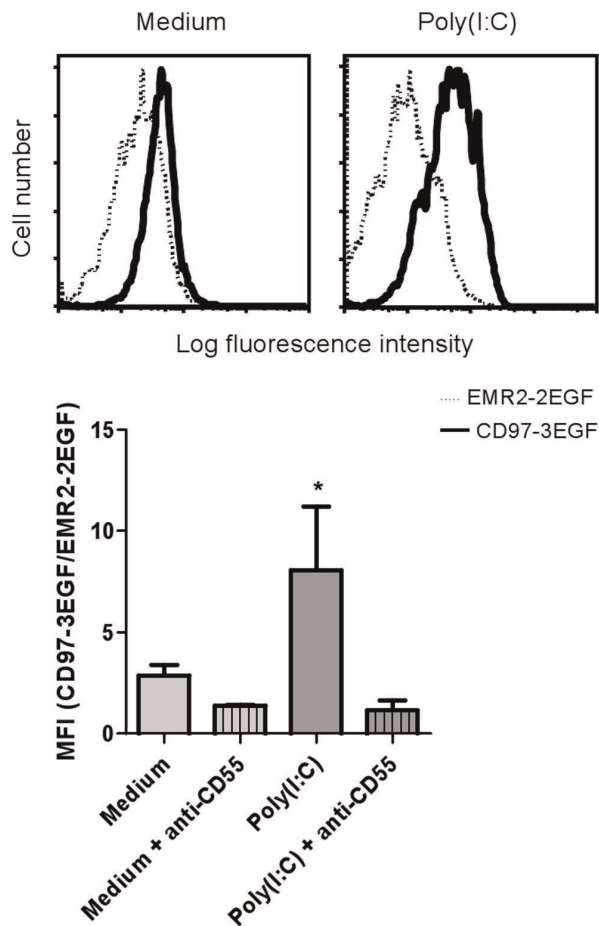 Medium
Poly(I:C)
Cell number
Log fluorescence intensity
EMR2-2EGF
CD97-3EGF
MFI (CD97-3EGF/EMR2-2EGF)
15
10
5
0
*
Medium
Medium + anti-CD55
Poly(I:C)
Poly(I:C) + anti-CD55